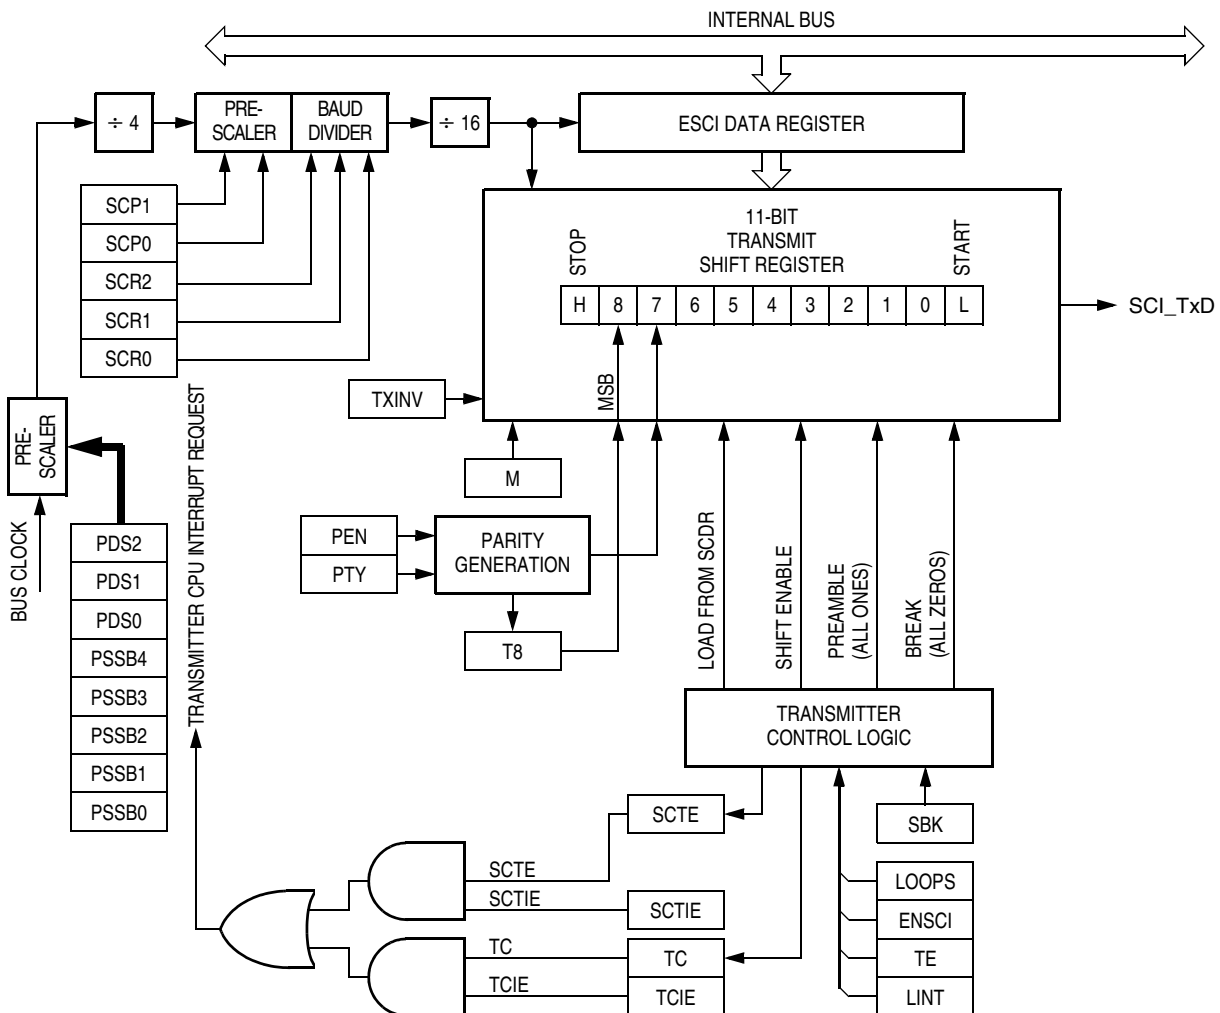 INTERNAL BUS
÷ 4
PRE-
SCALER
BAUD
DIVIDER
÷ 16
ESCI DATA REGISTER
SCP1
SCP0
SCR2
SCR1
SCR0
11-BIT
TRANSMIT
SHIFT REGISTER
STOP
START
H 8 7 6 5 4 3 2 1 0 L
SCI_TxD
MSB
TXINV
M
PRE-
SCALER
BUS CLOCK
TRANSMITTER CPU INTERRUPT REQUEST
PDS2
PDS1
PDS0
PSSB4
PSSB3
PSSB2
PSSB1
PSSB0
PEN
PTY
PARITY
GENERATION
T8
LOAD FROM SCDR
SHIFT ENABLE
PREAMBLE
(ALL ONES)
BREAK
(ALL ZEROS)
TRANSMITTER
CONTROL LOGIC
SCTE
SBK
SCTE
SCTIE
SCTIE
TC
TCIE
TC
TCIE
LOOPS
ENSCI
TE
LINT